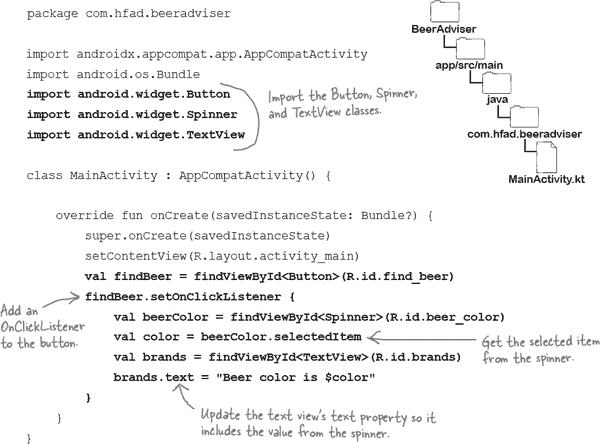 package com.hfad.beeradviser
import androidx.appcompat.app.AppCompatActivity
import android.os.Bundle
import android.widget.Button
import android.widget.Spinner
import android.widget.TextView
Import the Button, Spinner,
and TextView classes.
BeerAdviser
app/src/main
java
com.hfad.beeradviser
MainActivity.kt
class MainActivity : AppCompatActivity() {
override fun onCreate(savedInstanceState: Bundle?) {
super.onCreate(savedInstanceState)
setContentView(R.layout.activity_main)
val findBeer = findViewById<Button>(R.id.find_beer)
findBeer.setOnClickListener {
Add an
OnClickListener
to the button.
val beerColor = findViewById<Spinner>(R.id.beer_color)
val color = beerColor.selectedItem
Get the selected item
from the spinner.
val brands = findViewById<TextView>(R.id.brands)
brands.text = "Beer color is $color"
}
Update the text view's text property so it
includes the value from the spinner.
}
}